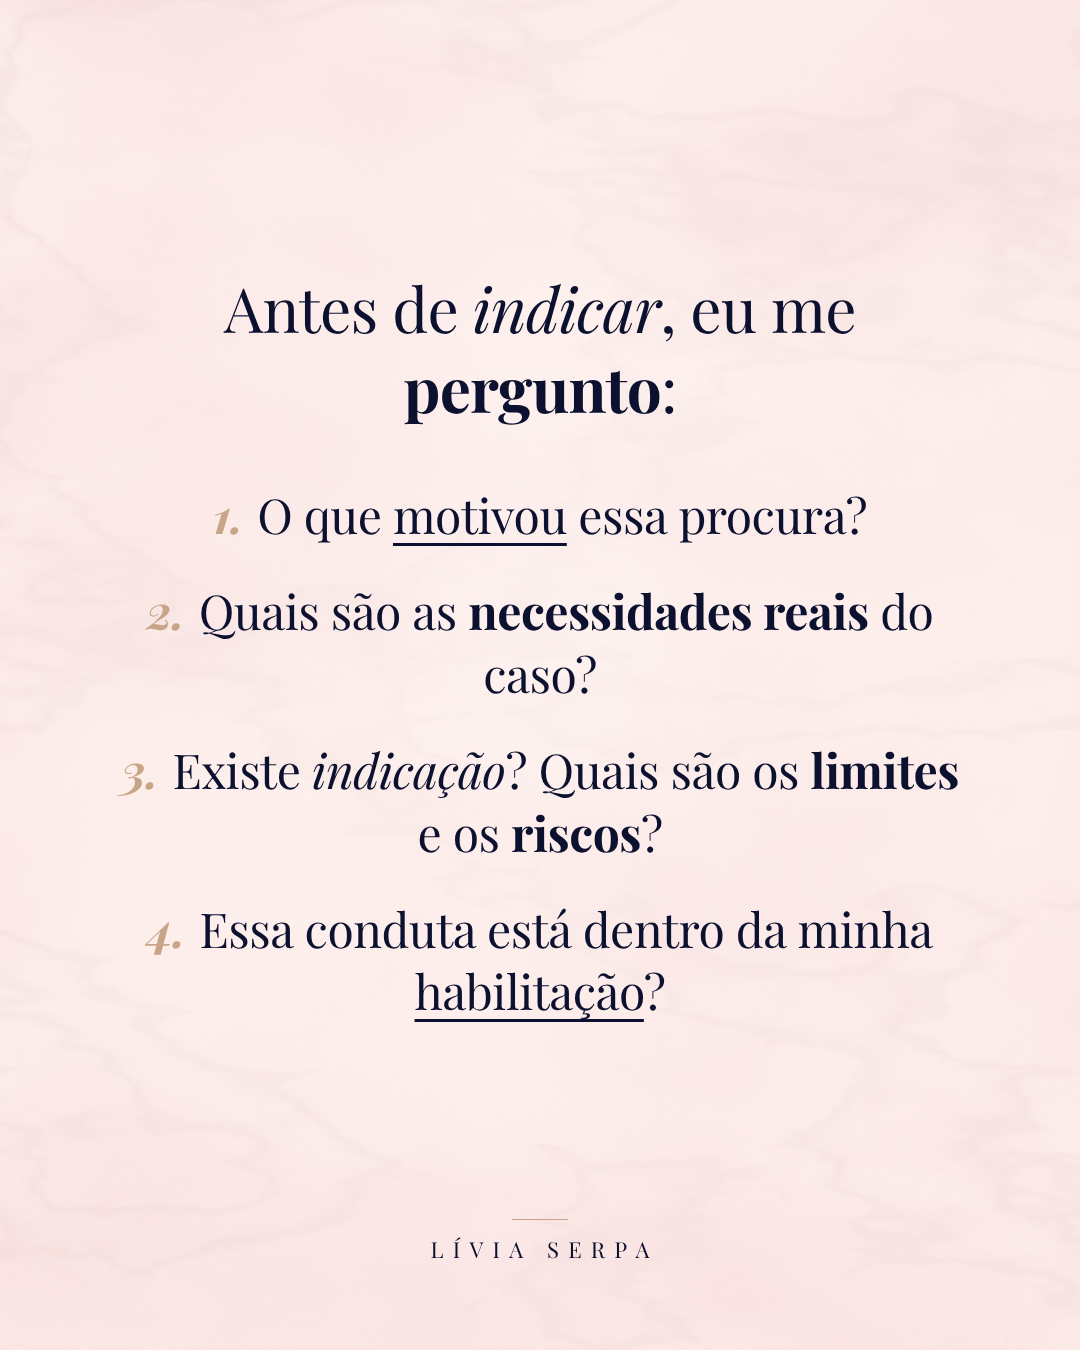 Antes de indicar, eu me
pergunto:
1. O que motivou essa procura?
2. Quais são as necessidades reais do
caso?
3. Existe indicação? Quais são os limites
e os riscos?
4. Essa conduta está dentro da minha
habilitação?
LÍVIA SERPA